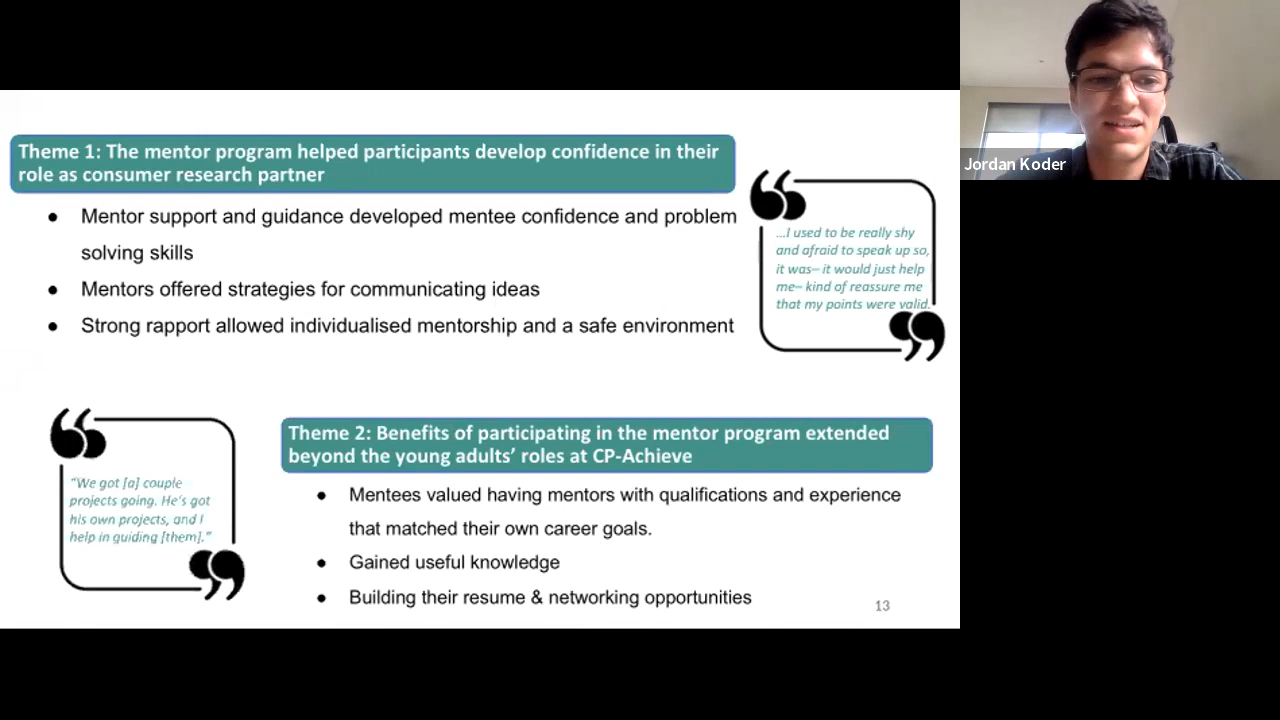 Jordan Koder
Theme 1: The mentor program helped participants develop confidence in their
role as consumer research partner
● Mentor support and guidance developed mentee confidence and problem
solving skills
● Mentors offered strategies for communicating ideas
● Strong rapport allowed individualised mentorship and a safe environment
“
…I used to be really shy
and afraid to speak up so,
it was– it would just help
me– kind of reassure me
that my points were valid.
”
“
“We got [a] couple
projects going. He’s got
his own projects, and I
help in guiding [them].”
”
Theme 2: Benefits of participating in the mentor program extended
beyond the young adults’ roles at CP-Achieve
● Mentees valued having mentors with qualifications and experience
that matched their own career goals.
● Gained useful knowledge
● Building their resume & networking opportunities
13